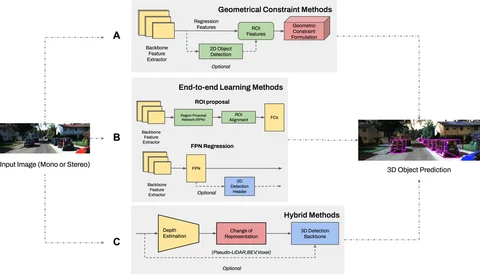 Geometrical Constraint Methods
A
Backbone
Feature
Extractor
Regression
Features
ROI
Features
Geometric
Constraint
Formulation
2D Object
Detection
Optional
End-to-end Learning Methods
B
ROI proposal
Backbone
Feature
Extractor
Region Proposal
Network (RPN)
ROI
Alignment
FCs
FPN Regression
Backbone
Feature
Extractor
FPN
Optional
2D
Detection
Header
Input Image (Mono or Stereo)
3D Object Prediction
Hybrid Methods
C
Depth
Estimation
Change of
Representation
3D Detection
Backbone
(Pseudo-LiDAR,BEV,Voxel)
Optional